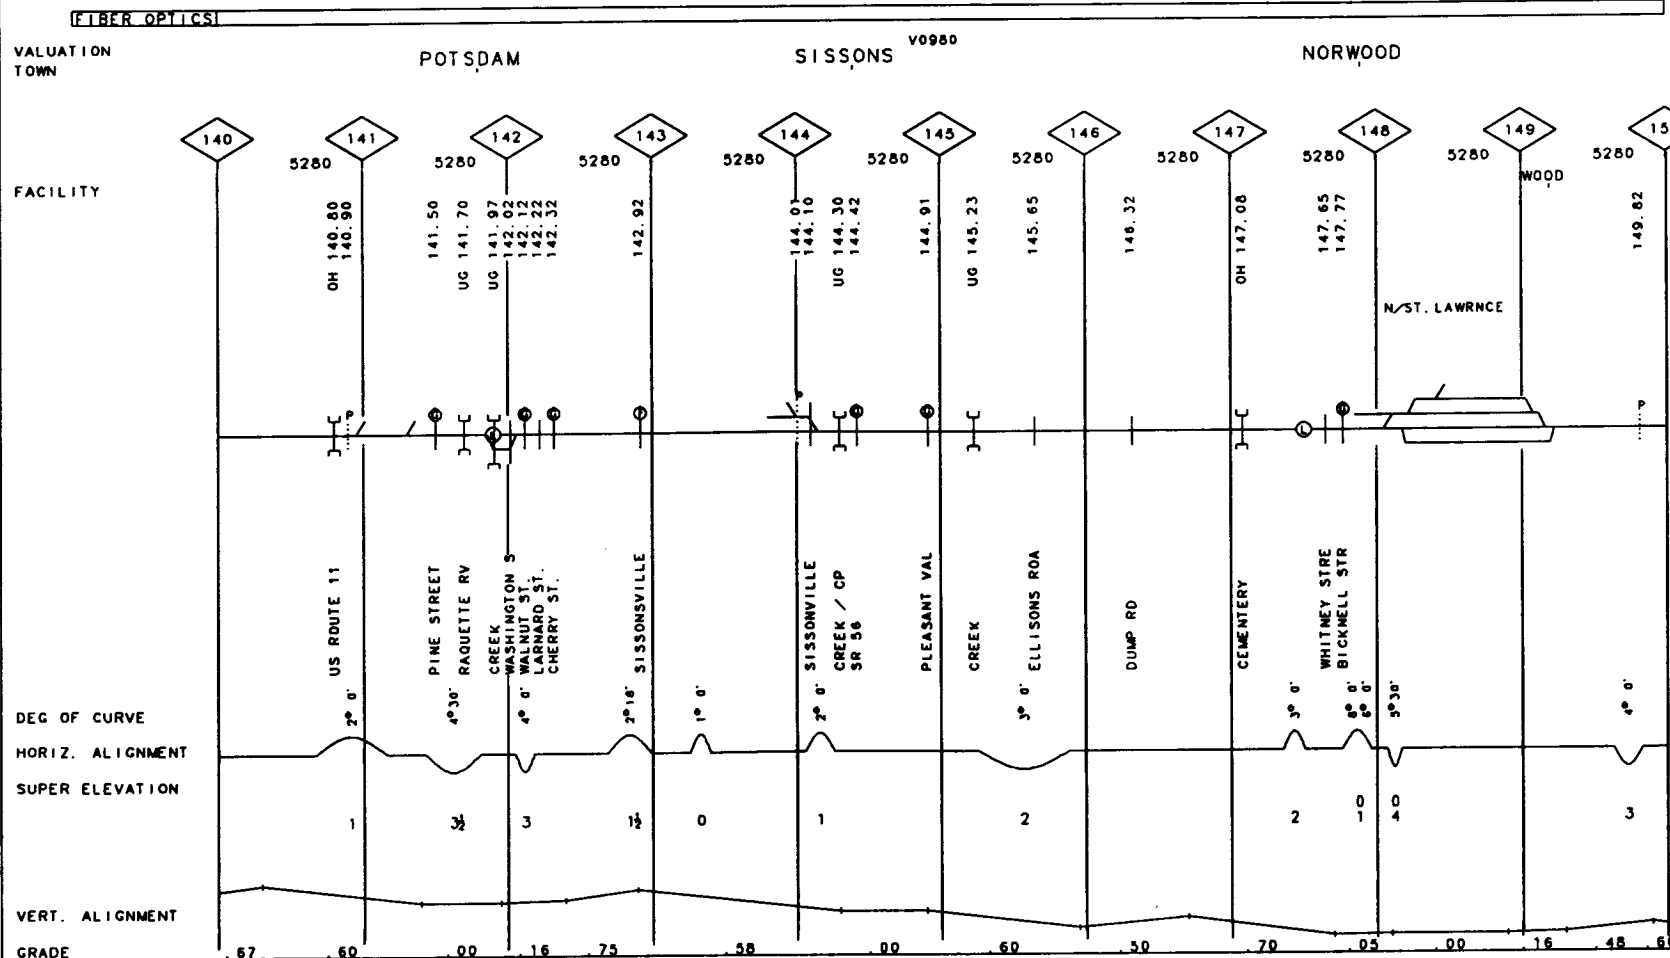 FIBER OPTICS
VALUATION
TOWN
V0980
POTSDAM
SISSONS
NORWOOD
140
141
142
143
144
145
146
147
148
149
15
5280
5280
5280
5280
5280
5280
5280
5280
5280
5280
WOOD
FACILITY
OH 140.80
140.90
141.50
UG 141.70
UG 141.97
142.02
142.12
142.22
142.32
142.92
144.01
144.10
UG 144.30
144.42
144.91
UG 145.23
145.65
146.32
OH 147.08
147.65
147.77
149.82
N/ST. LAWRNCE
P
P
P
L
US ROUTE 11
PINE STREET
RAQUETTE RV
CREEK
WASHINGTON S
WALNUT ST.
LARNARD ST.
CHERRY ST.
SISSONSVILLE
SISSONVILLE
CREEK / CP
SR 56
PLEASANT VAL
CREEK
ELLISONS ROA
DUMP RD
CEMENTERY
WHITNEY STRE
BICKNELL STR
DEG OF CURVE
2° 0'
4°30'
4° 0'
2°18'
1° 0'
2° 0'
3° 0'
3° 0'
6° 0'
5°30'
4° 0'
HORIZ. ALIGNMENT
SUPER ELEVATION
1
3½
3
1½
0
1
2
2
0
1
0
4
3
VERT. ALIGNMENT
GRADE
.67
.60
.00
.16
.75
.58
.00
.60
.50
.70
.05
.00
.16
.48